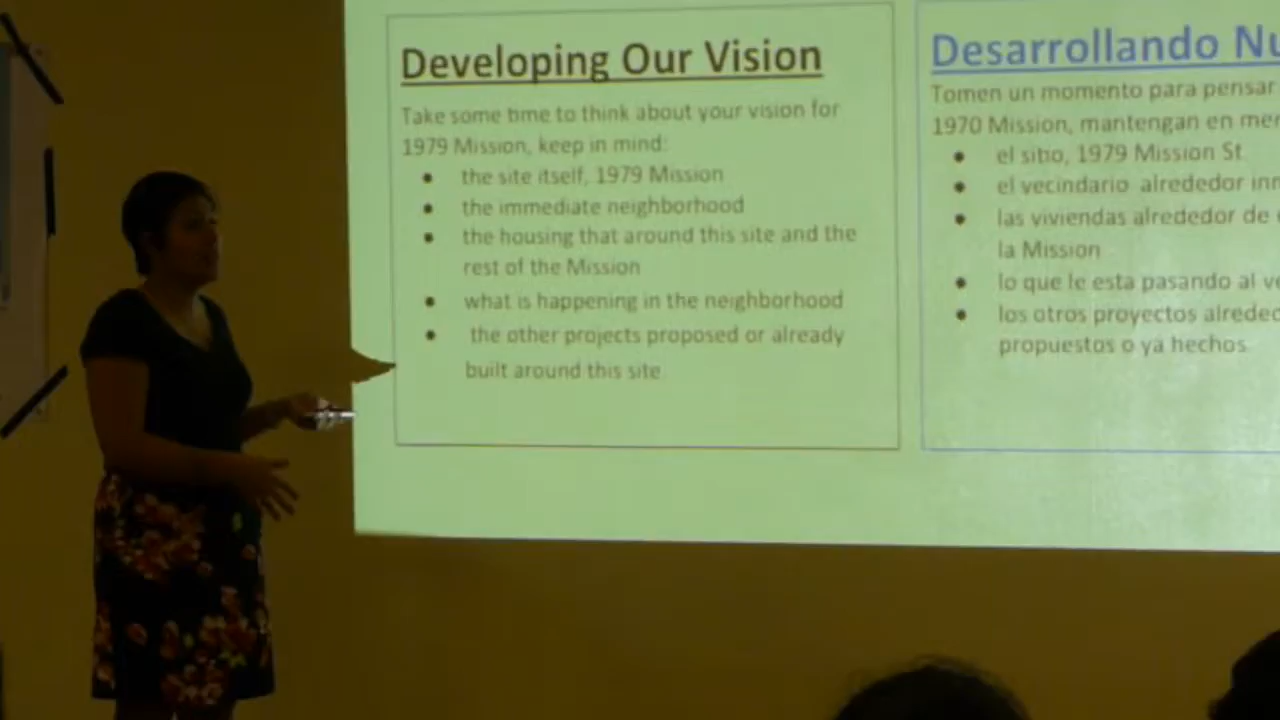 Developing Our Vision
Take some time to think about your vision for
1979 Mission, keep in mind:
• the site itself, 1979 Mission
• the immediate neighborhood
• the housing that around this site and the
rest of the Mission
• what is happening in the neighborhood
• the other projects proposed or already
built around this site
Desarrollando
Tomen un momento para pensar
1970 Mission, mantengan en
• el sitio, 1979 Mission St.
• el vecindario alrededor
• las viviendas alrededor de
la Mission
• lo que le esta pasando al
• los otros proyectos
propuestos o ya hechos.